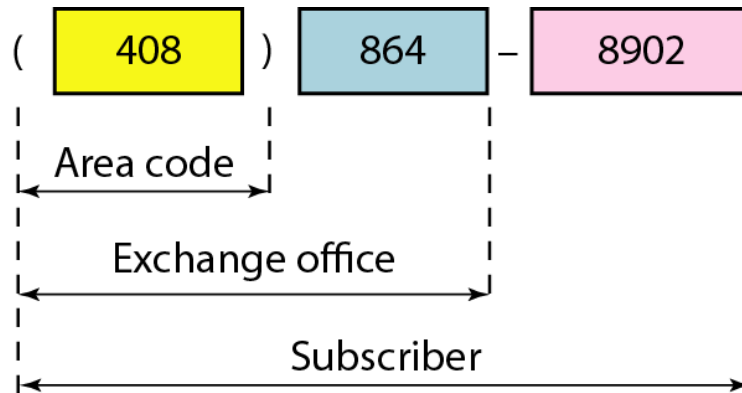 ( 408 ) 864 – 8902
Area code
Exchange office
Subscriber